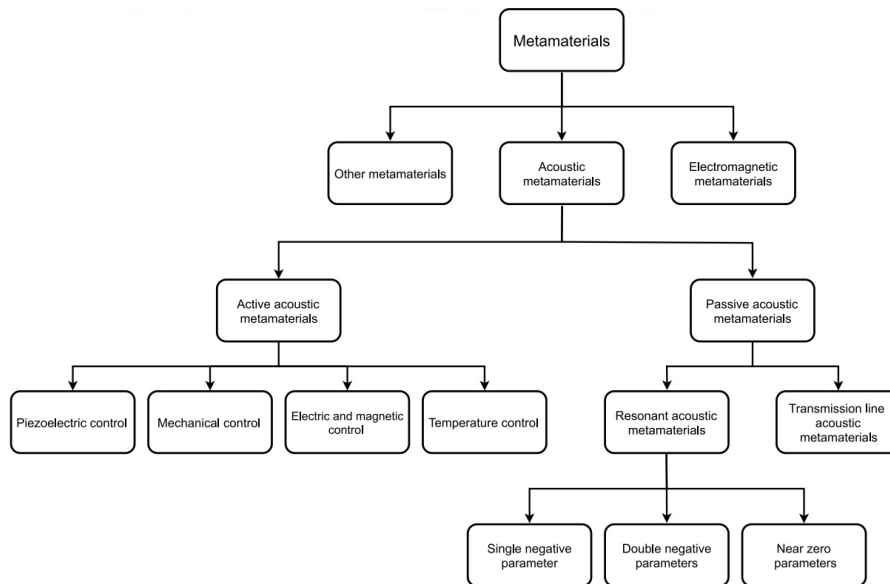 Metamaterials
Other metamaterials
Acoustic
metamaterials
Electromagnetic
metamaterials
Active acoustic
metamaterials
Passive acoustic
metamaterials
Piezoelectric control
Mechanical control
Electric and magnetic
control
Temperature control
Resonant acoustic
metamaterials
Transmission line
acoustic
metamaterials
Single negative
parameter
Double negative
parameters
Near zero
parameters